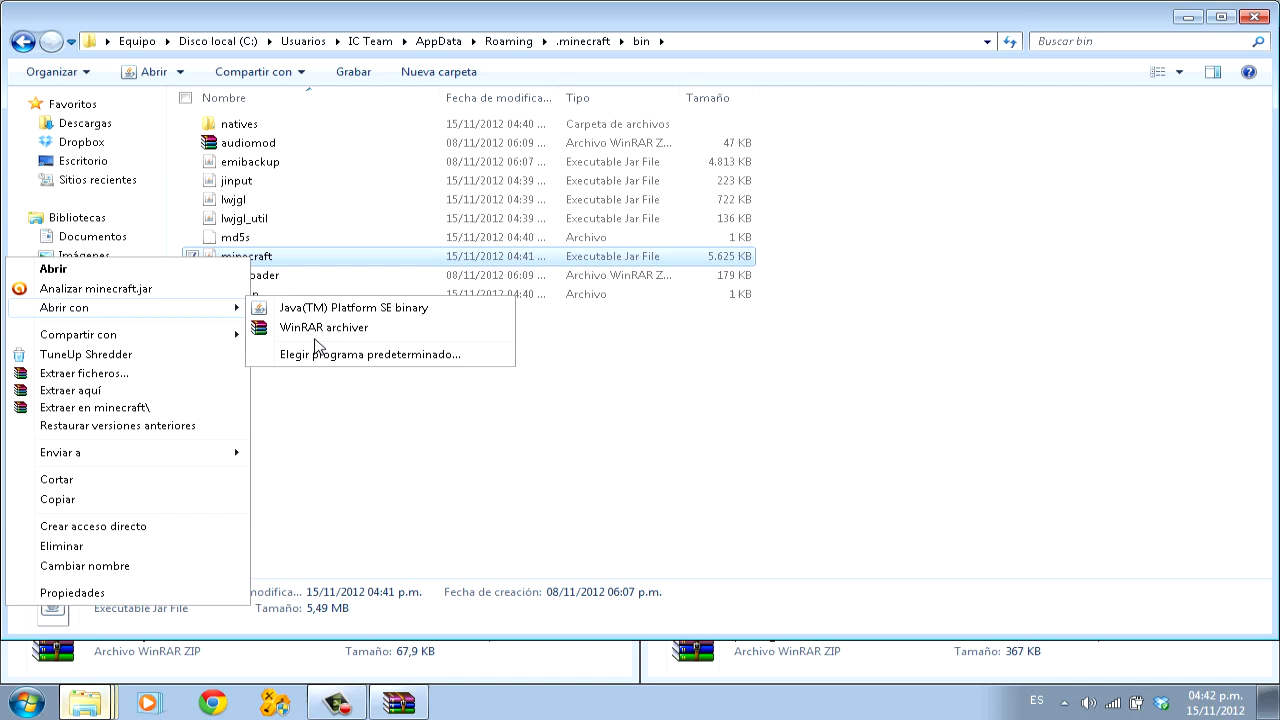 Equipo Disco local (C:) Usuarios IC Team AppData Roaming .minecraft bin Buscar bin
Organizar Abrir Compartir con Grabar Nueva carpeta
Nombre Fecha de modifica... Tipo Tamaño
Favoritos
Descargas
Dropbox
Escritorio
Sitios recientes
Bibliotecas
Documentos
Imágenes
natives 15/11/2012 04:40 ... Carpeta de archivos
audiomod 08/11/2012 06:09 ... Archivo WinRAR Z... 47 KB
emibackup 08/11/2012 06:07 ... Executable Jar File 4.813 KB
jinput 15/11/2012 04:39 ... Executable Jar File 223 KB
lwjgl 15/11/2012 04:39 ... Executable Jar File 722 KB
lwjgl_util 15/11/2012 04:39 ... Executable Jar File 136 KB
md5s 15/11/2012 04:40 ... Archivo 1 KB
minecraft 15/11/2012 04:41 ... Executable Jar File 5.625 KB
oader 08/11/2012 06:09 ... Archivo WinRAR Z... 179 KB
15/11/2012 04:40 ... Archivo 1 KB
Abrir
Analizar minecraft.jar
Abrir con
Compartir con
TuneUp Shredder
Extraer ficheros...
Extraer aquí
Extraer en minecraft\
Restaurar versiones anteriores
Enviar a
Cortar
Copiar
Crear acceso directo
Eliminar
Cambiar nombre
Propiedades
Java(TM) Platform SE binary
WinRAR archiver
Elegir programa predeterminado...
modifica... 15/11/2012 04:41 p.m. Fecha de creación: 08/11/2012 06:07 p.m.
Executable Jar File Tamaño: 5,49 MB
Archivo WinRAR ZIP Tamaño: 67,9 KB
Archivo WinRAR ZIP Tamaño: 367 KB
ES
04:42 p.m.
15/11/2012